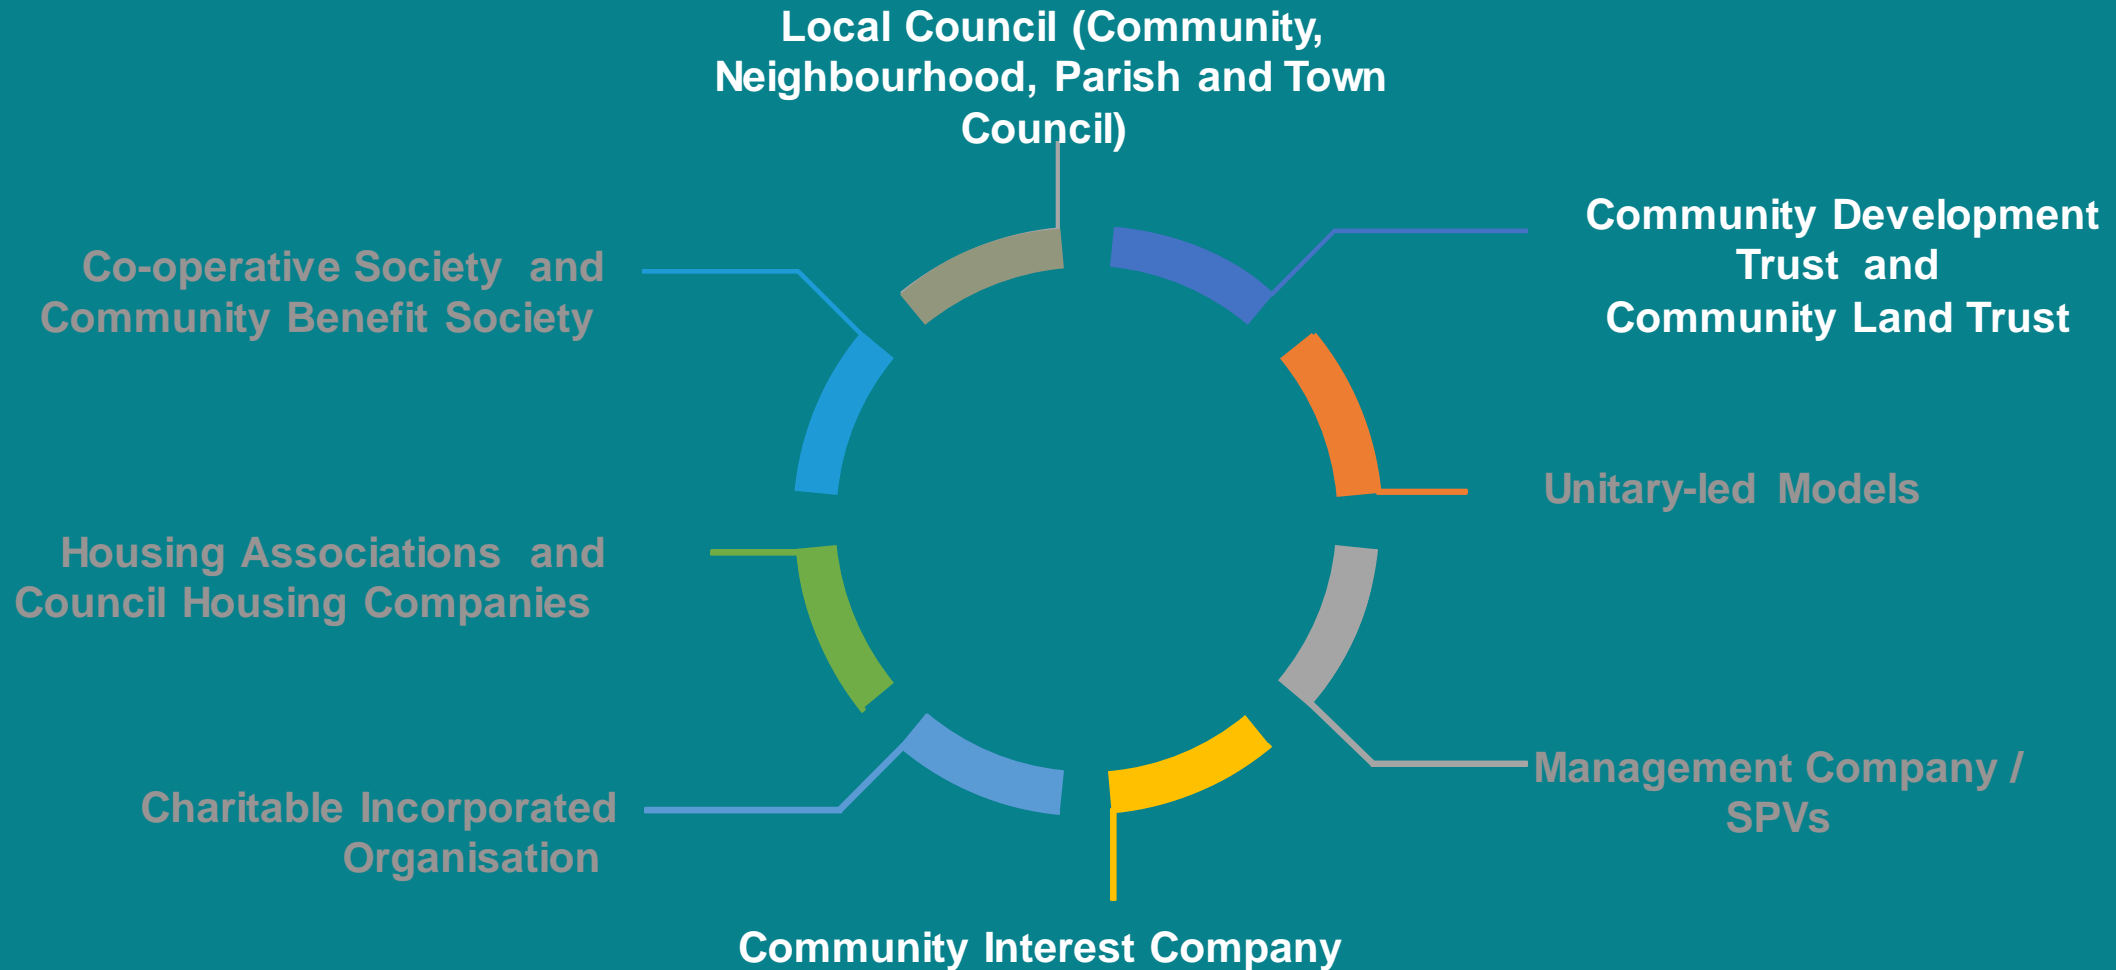 Local Council (Community,
Neighbourhood, Parish and Town
Council)
Community Development
Trust and
Community Land Trust
Co-operative Society and
Community Benefit Society
Unitary-led Models
Housing Associations and
Council Housing Companies
Management Company /
SPVs
Charitable Incorporated
Organisation
Community Interest Company